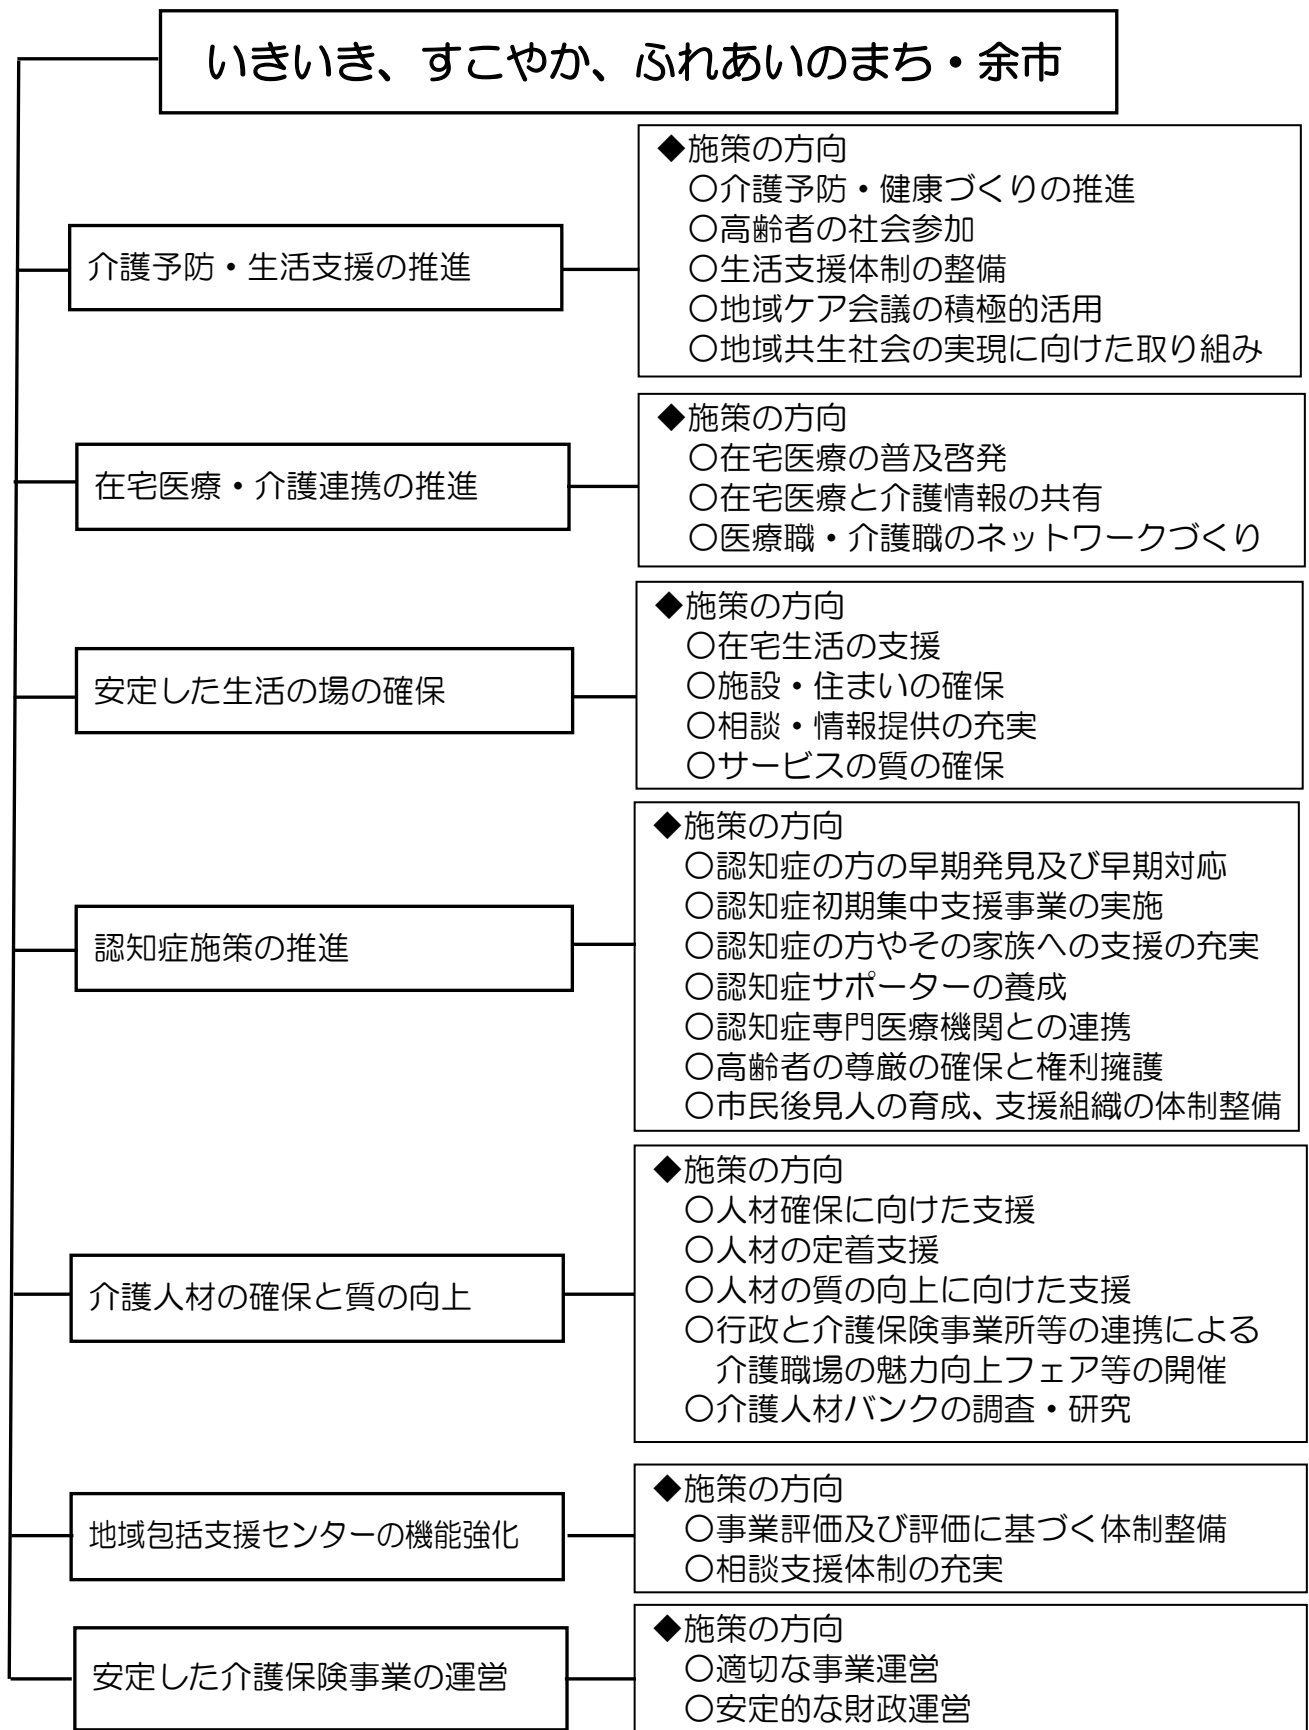 いきいき、すこやか、ふれあいのまち・余市
介護予防・生活支援の推進
◆施策の方向
○介護予防・健康づくりの推進
○高齢者の社会参加
○生活支援体制の整備
○地域ケア会議の積極的活用
○地域共生社会の実現に向けた取り組み
在宅医療・介護連携の推進
◆施策の方向
○在宅医療の普及啓発
○在宅医療と介護情報の共有
○医療職・介護職のネットワークづくり
安定した生活の場の確保
◆施策の方向
○在宅生活の支援
○施設・住まいの確保
○相談・情報提供の充実
○サービスの質の確保
認知症施策の推進
◆施策の方向
○認知症の方の早期発見及び早期対応
○認知症初期集中支援事業の実施
○認知症の方やその家族への支援の充実
○認知症サポーターの養成
○認知症専門医療機関との連携
○高齢者の尊厳の確保と権利擁護
○市民後見人の育成、支援組織の体制整備
介護人材の確保と質の向上
◆施策の方向
○人材確保に向けた支援
○人材の定着支援
○人材の質の向上に向けた支援
○行政と介護保険事業所等の連携による
介護職場の魅力向上フェア等の開催
○介護人材バンクの調査・研究
地域包括支援センターの機能強化
◆施策の方向
○事業評価及び評価に基づく体制整備
○相談支援体制の充実
安定した介護保険事業の運営
◆施策の方向
○適切な事業運営
○安定的な財政運営